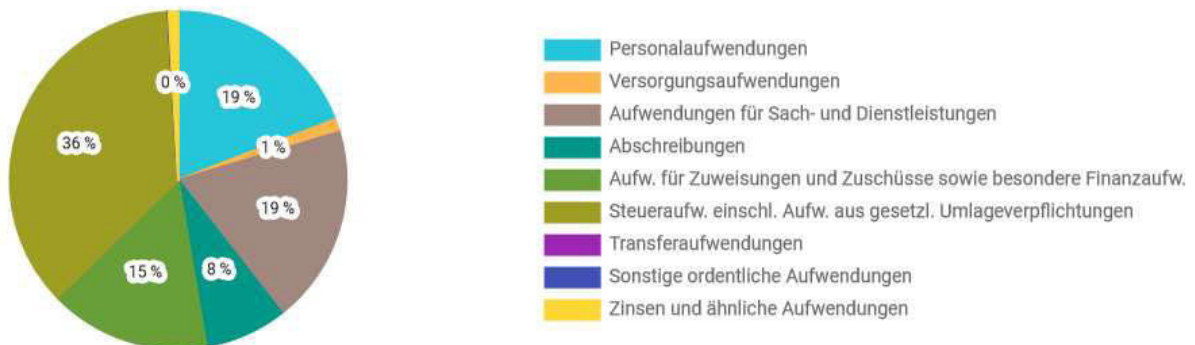 0 %
19 %
36 %
1 %
19 %
15 %
8 %
Personalaufwendungen
Versorgungsaufwendungen
Aufwendungen für Sach- und Dienstleistungen
Abschreibungen
Aufw. für Zuweisungen und Zuschüsse sowie besondere Finanzaufw.
Steueraufw. einschl. Aufw. aus gesetzl. Umlageverpflichtungen
Transferaufwendungen
Sonstige ordentliche Aufwendungen
Zinsen und ähnliche Aufwendungen